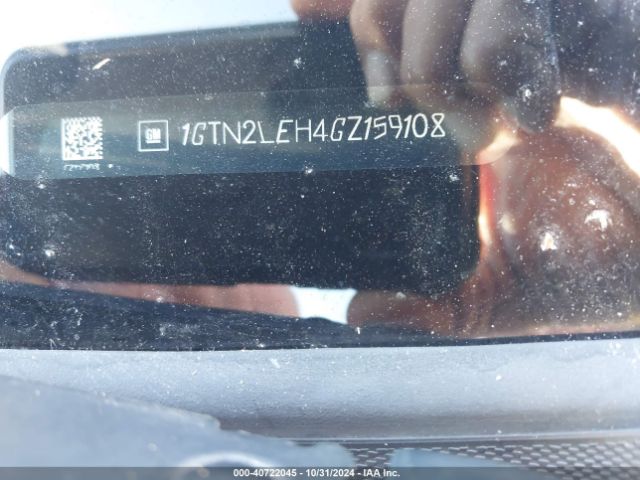 GM 1GTN2LEH4GZ159108
000-40722045 - 10/31/2024 - IAA Inc.